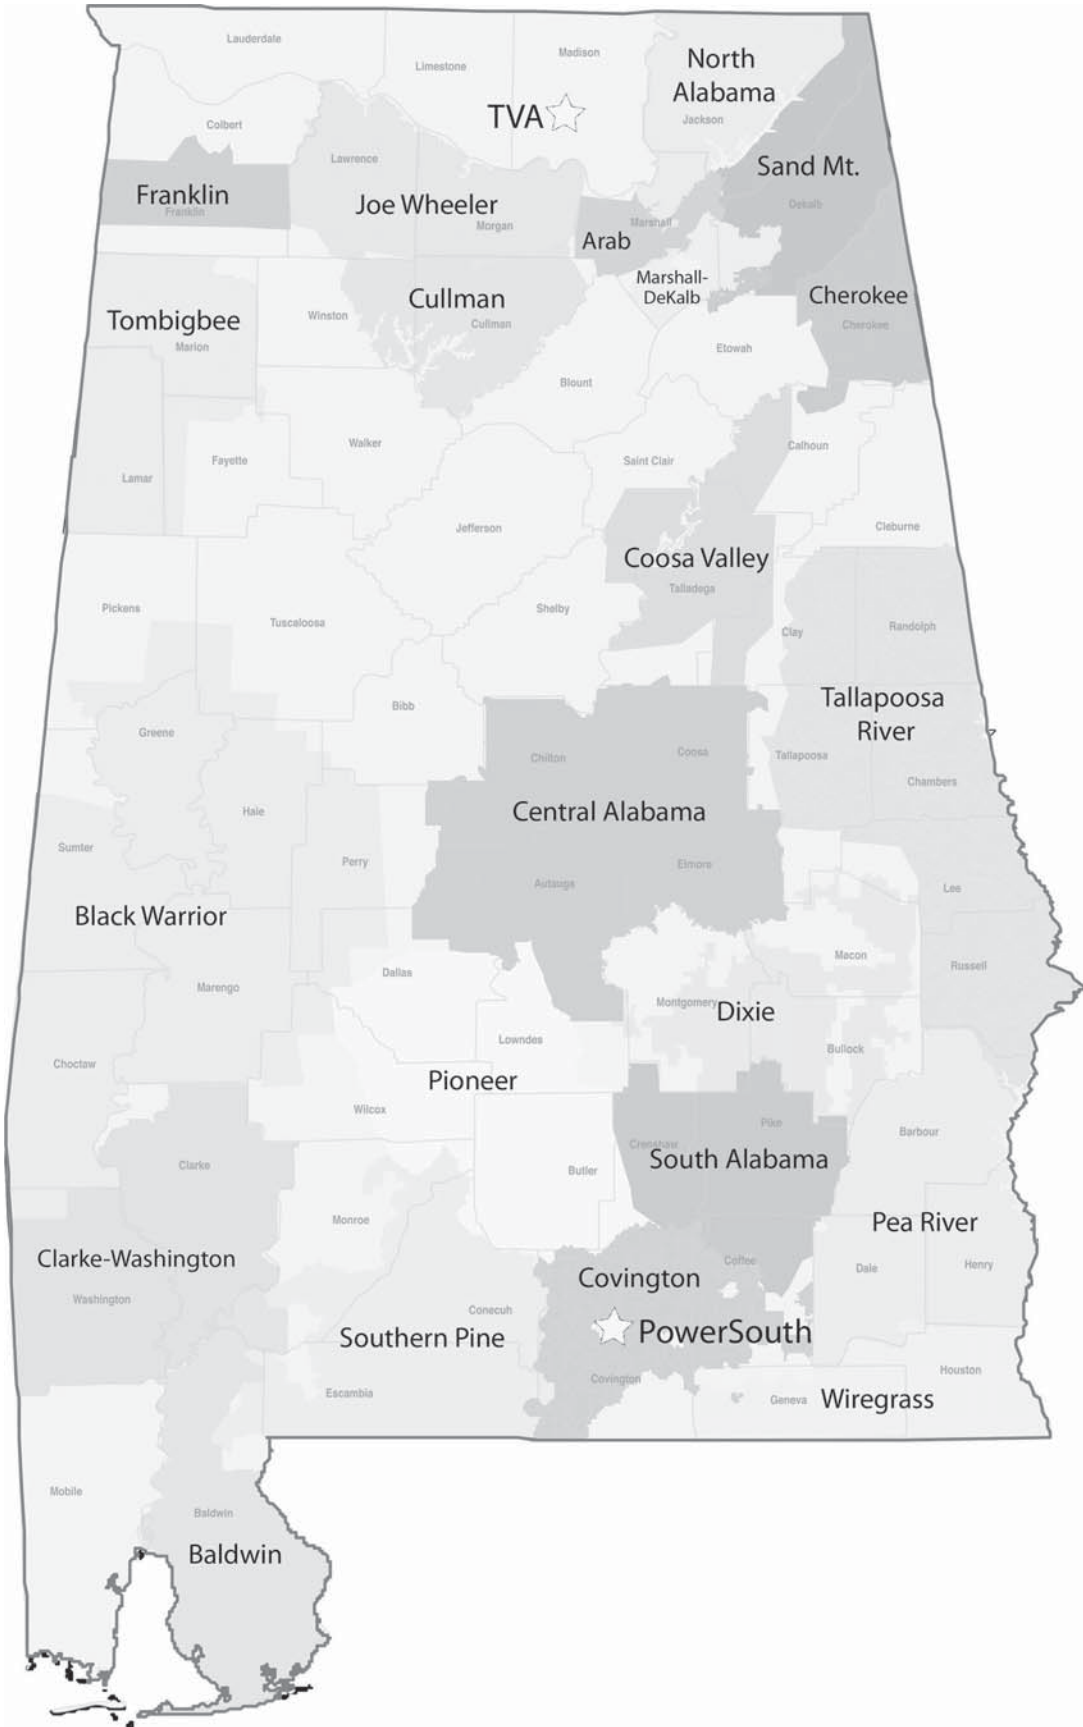 Lauderdale
Limestone
Madison
North
Alabama
Jackson
TVA
Colbert
Lawrence
Sand Mt.
Franklin
Franklin
Joe Wheeler
Morgan
Dekalb
Marshall
Arab
Marshall-
DeKalb
Cherokee
Cherokee
Cullman
Cullman
Winston
Tombigbee
Marion
Etowah
Blount
Walker
Calhoun
Fayette
Saint Clair
Lamar
Jefferson
Cleburne
Coosa Valley
Talladega
Pickens
Shelby
Tuscaloosa
Clay
Randolph
Tallapoosa
River
Bibb
Greene
Chilton
Coosa
Tallapoosa
Chambers
Hale
Central Alabama
Sumter
Perry
Elmore
Autauga
Lee
Black Warrior
Macon
Russell
Dallas
Marengo
Montgomery
Dixie
Lowndes
Bullock
Choctaw
Pioneer
Wilcox
Pike
Barbour
Crenshaw
South Alabama
Clarke
Butler
Monroe
Pea River
Clarke-Washington
Coffee
Dale
Henry
Covington
Washington
Conecuh
Southern Pine
PowerSouth
Houston
Covington
Escambia
Geneva
Wiregrass
Mobile
Baldwin
Baldwin